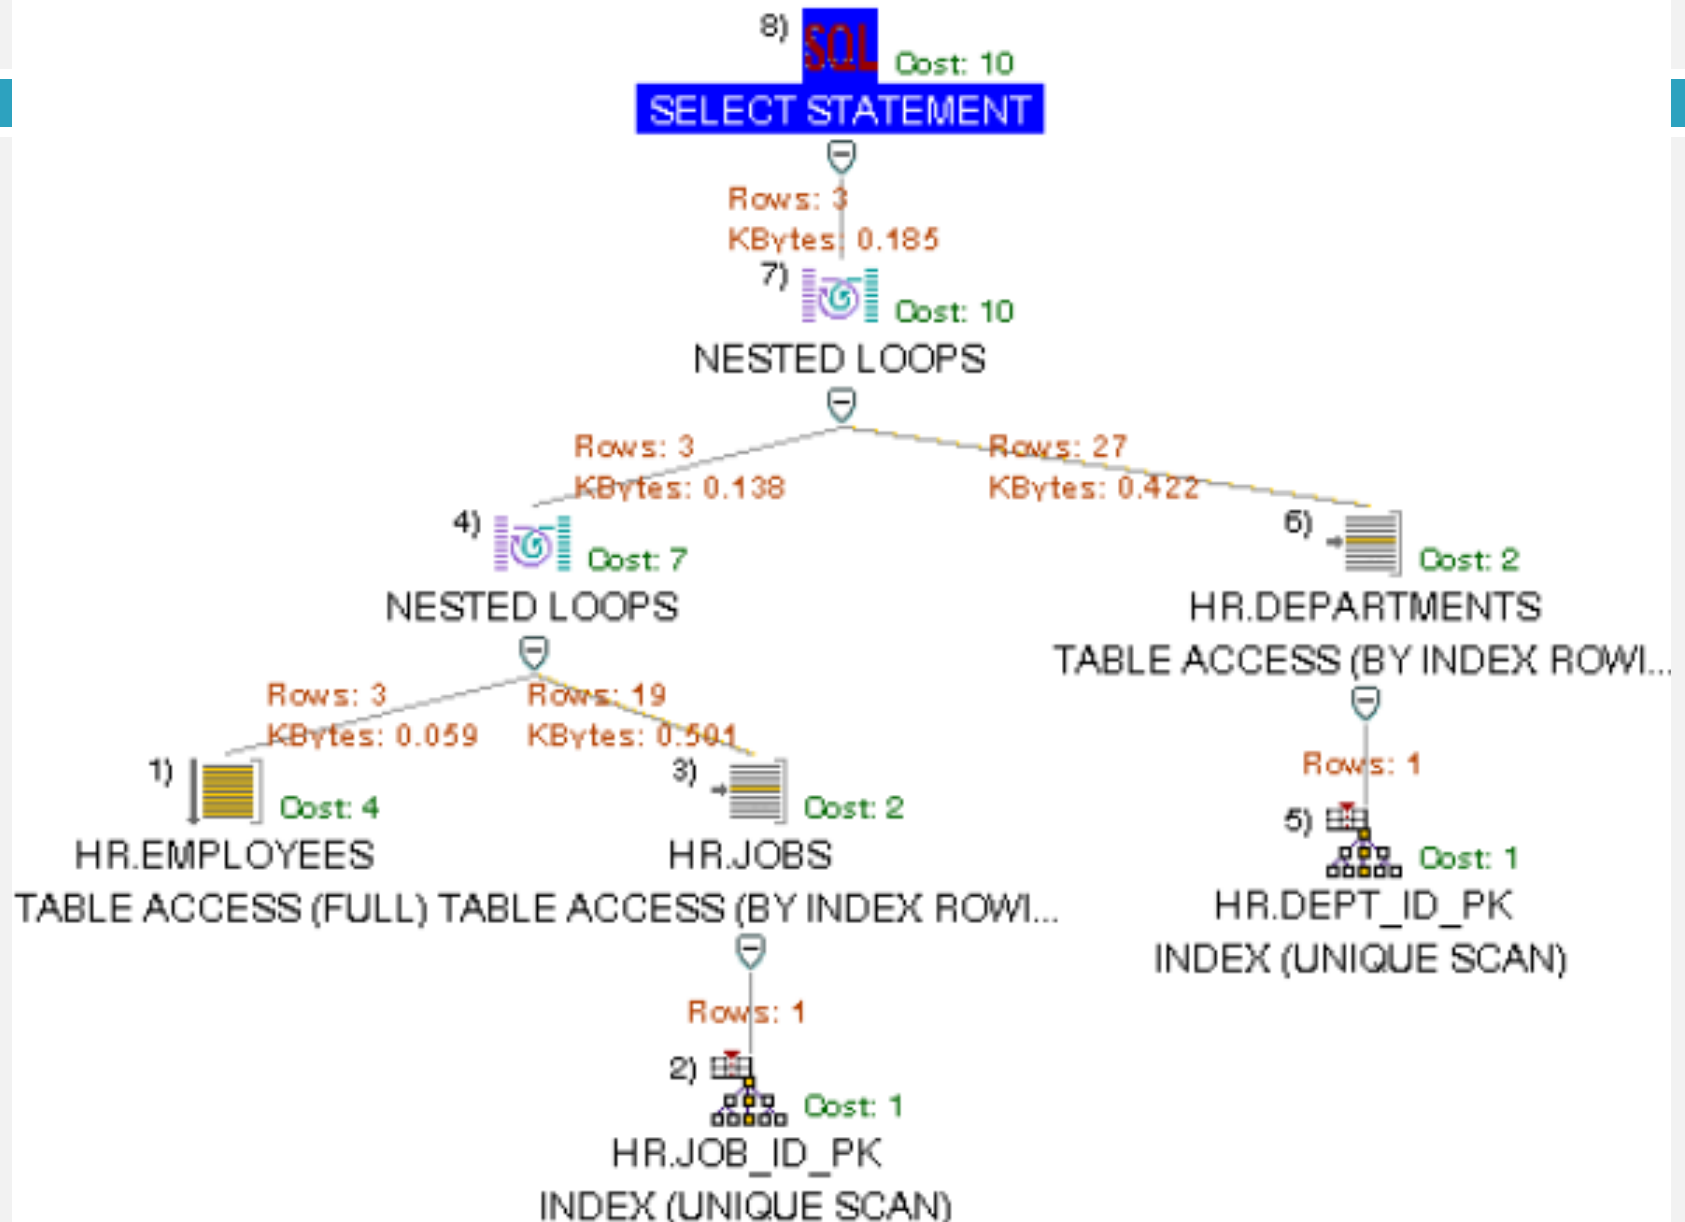 8)
SQL
Cost: 10
SELECT STATEMENT
Rows: 3
KBytes: 0.185
7)
Cost: 10
NESTED LOOPS
Rows: 3
KBytes: 0.138
Rows: 27
KBytes: 0.422
4)
Cost: 7
NESTED LOOPS
6)
Cost: 2
HR.DEPARTMENTS
TABLE ACCESS (BY INDEX ROWI...
Rows: 3
KBytes: 0.059
Rows: 19
KBytes: 0.501
1)
Cost: 4
HR.EMPLOYEES
TABLE ACCESS (FULL)
3)
Cost: 2
HR.JOBS
TABLE ACCESS (BY INDEX ROWI...
Rows: 1
5)
Cost: 1
HR.DEPT_ID_PK
INDEX (UNIQUE SCAN)
Rows: 1
2)
Cost: 1
HR.JOB_ID_PK
INDEX (UNIQUE SCAN)